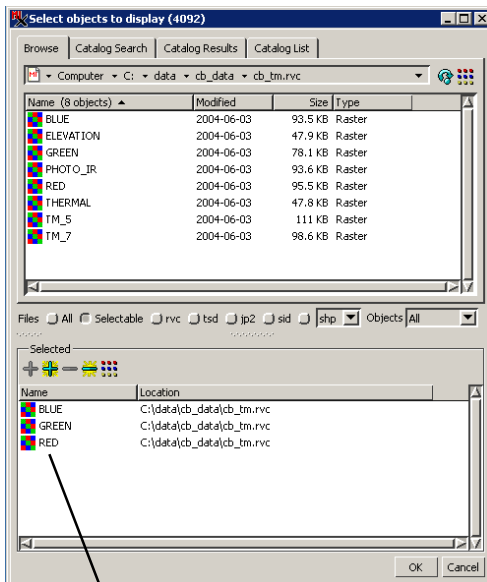 Select objects to display (4092)
Browse Catalog Search Catalog Results Catalog List
Computer C: data cb_data cb_tm.rvc
Name (8 objects) Modified Size Type
BLUE 2004-06-03 93.5 KB Raster
ELEVATION 2004-06-03 47.9 KB Raster
GREEN 2004-06-03 78.1 KB Raster
PHOTO_IR 2004-06-03 93.6 KB Raster
RED 2004-06-03 95.5 KB Raster
THERMAL 2004-06-03 47.8 KB Raster
TM_5 2004-06-03 111 KB Raster
TM_7 2004-06-03 98.6 KB Raster
Files All Selectable rvc tsd jp2 sid shp Objects All
Selected
Name Location
BLUE C:\data\cb_data\cb_tm.rvc
GREEN C:\data\cb_data\cb_tm.rvc
RED C:\data\cb_data\cb_tm.rvc
OK Cancel